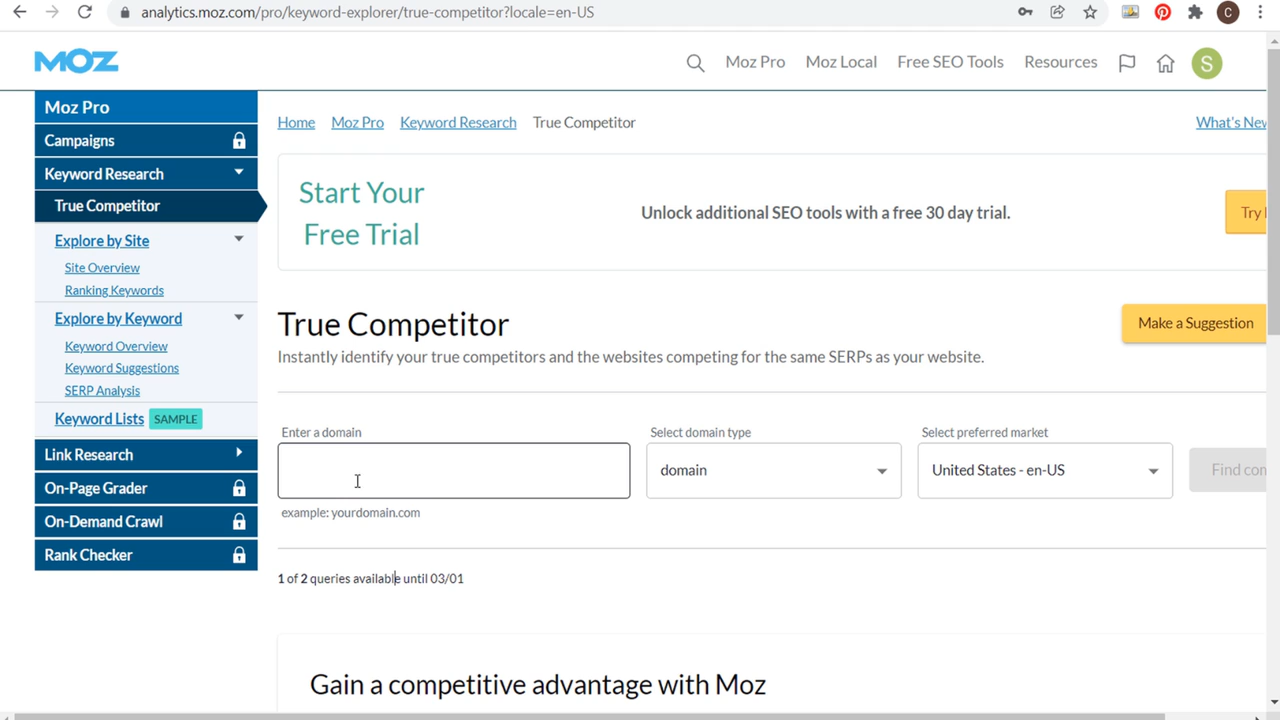 analytics.moz.com/pro/keyword-explorer/true-competitor?locale=en-US
C
MOZ
Moz Pro
Moz Local
Free SEO Tools
Resources
S
Moz Pro
Campaigns
Keyword Research
True Competitor
Explore by Site
Site Overview
Ranking Keywords
Explore by Keyword
Keyword Overview
Keyword Suggestions
SERP Analysis
Keyword Lists SAMPLE
Link Research
On-Page Grader
On-Demand Crawl
Rank Checker
Home Moz Pro Keyword Research True Competitor
What's New
Start Your
Free Trial
Unlock additional SEO tools with a free 30 day trial.
Try
True Competitor
Make a Suggestion
Instantly identify your true competitors and the websites competing for the same SERPs as your website.
Enter a domain
Select domain type
Select preferred market
domain
United States - en-US
Find
example: yourdomain.com
1 of 2 queries available until 03/01
Gain a competitive advantage with Moz